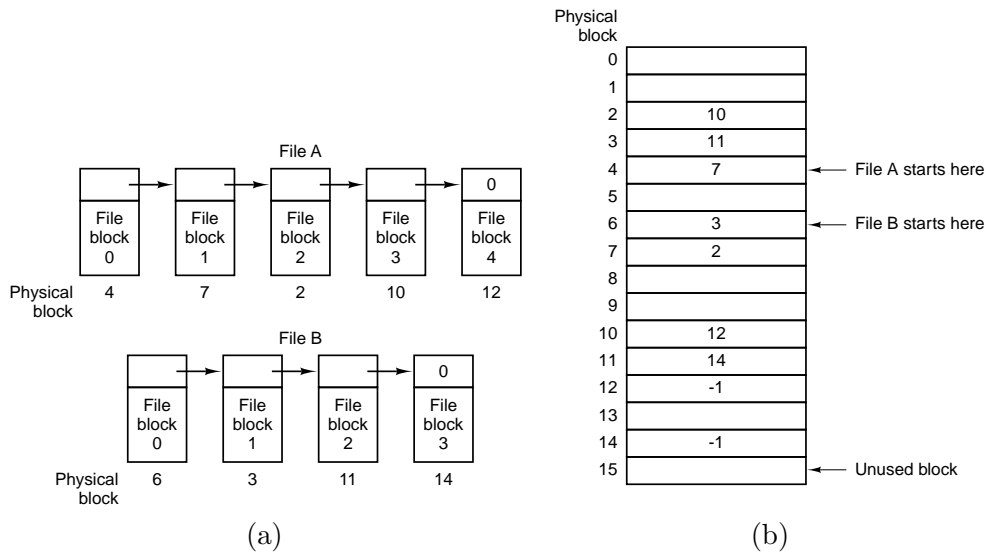 File A
0
File File File File File
block block block block block
0 1 2 3 4
Physical
block
4 7 2 10 12
File B
0
File File File File
block block block block
0 1 2 3
Physical
block
6 3 11 14
(a)
Physical
block
0
1
2 10
3 11
4 7 File A starts here
5
6 3 File B starts here
7 2
8
9
10 12
11 14
12 -1
13
14 -1
15 Unused block
(b)